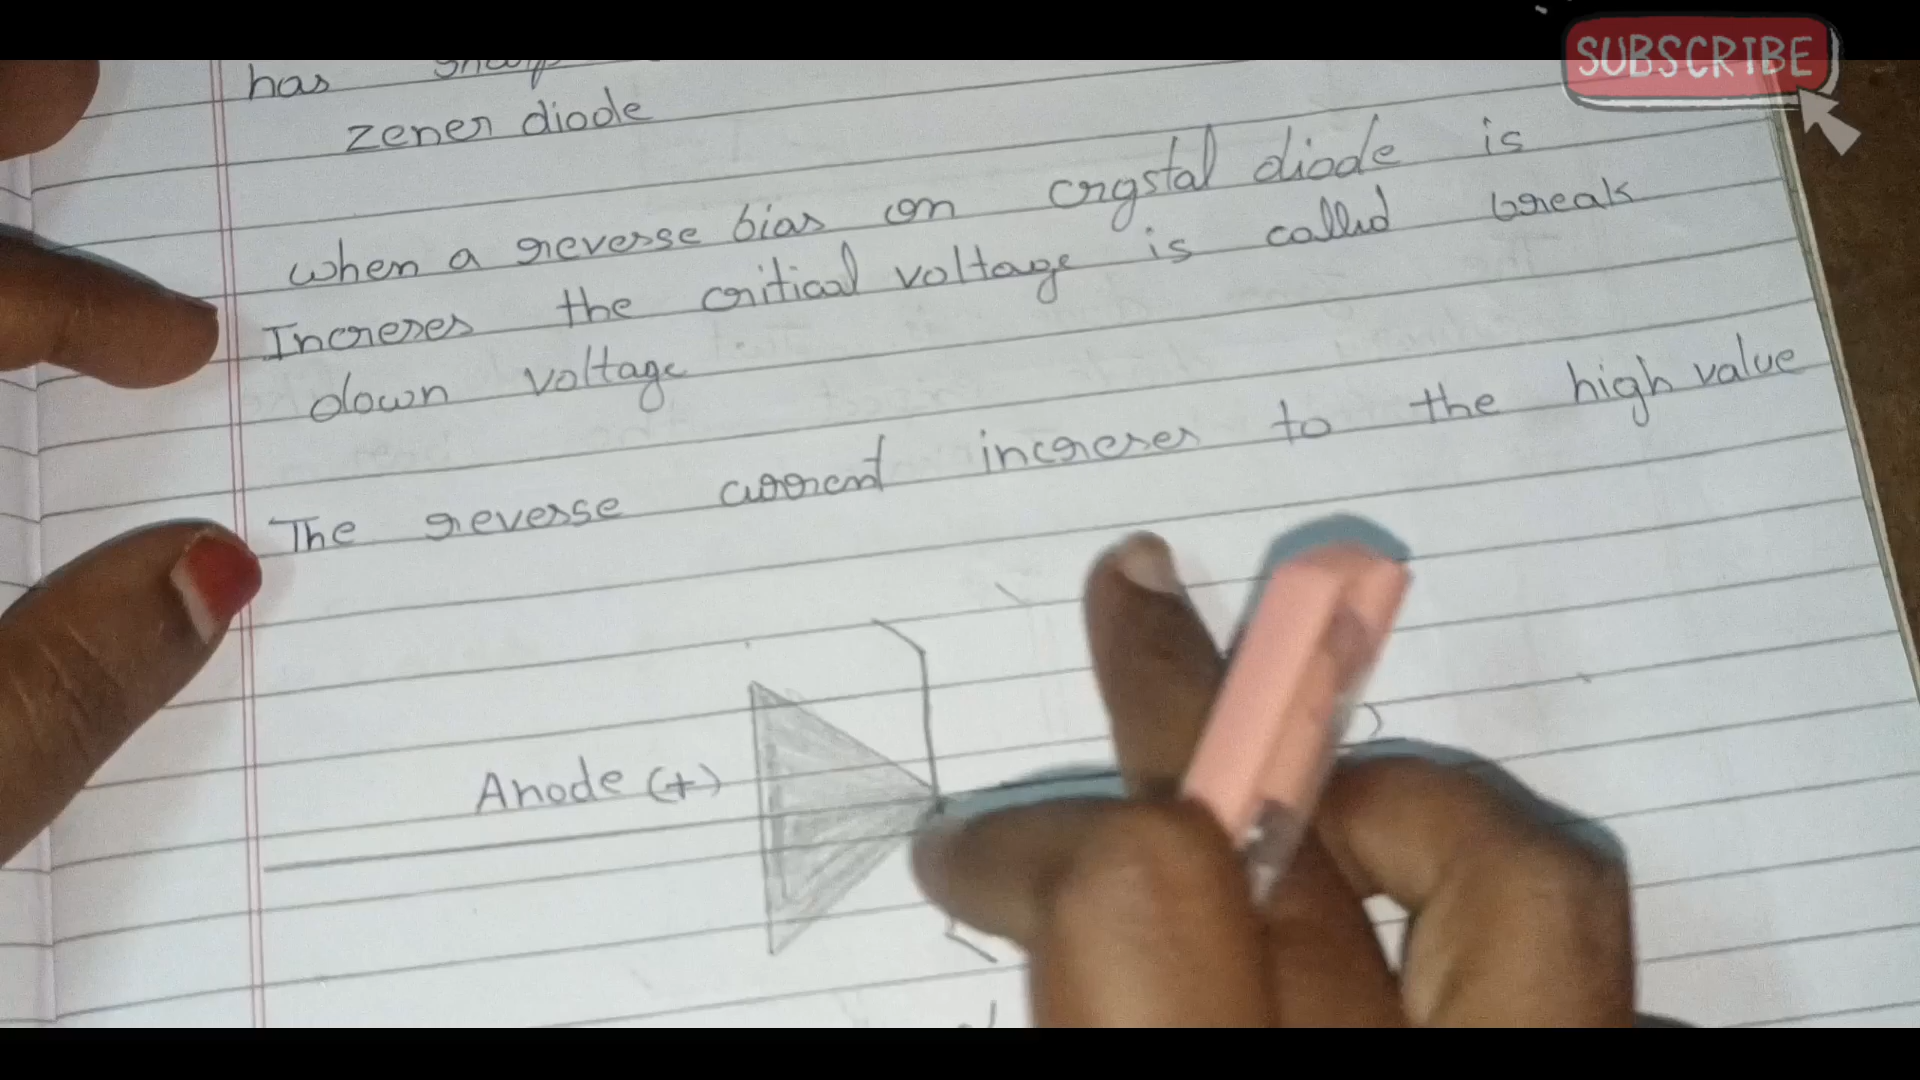 SUBSCRIBE
has
zener diode
when a reverse bias on crystal diode is
Increses the critical voltage is called break
down voltage
The reverse current increses to the high value
Anode (+)